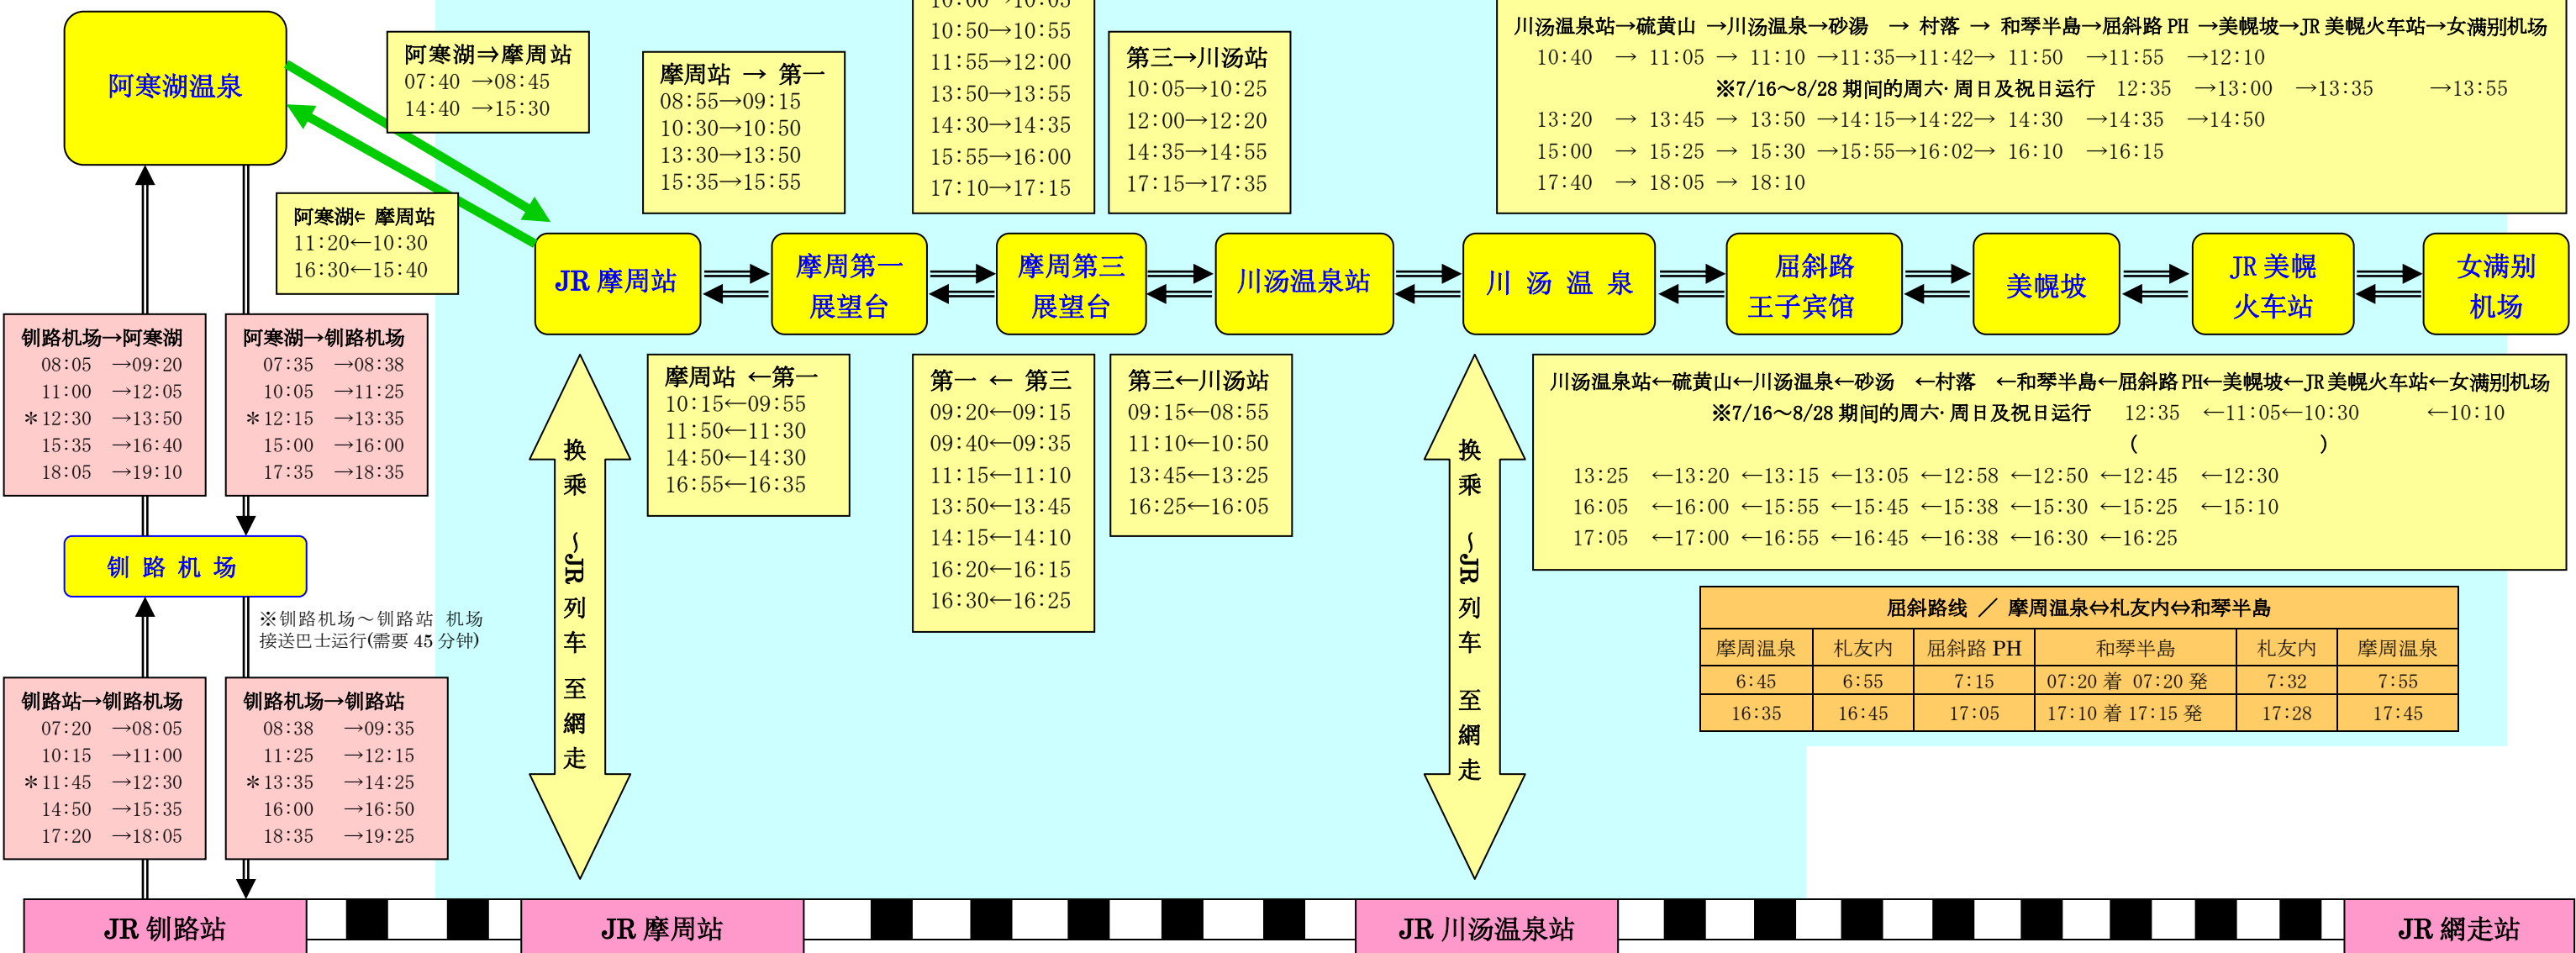 阿寒湖温泉
阿寒湖⇒摩周站
07:40 →08:45
14:40 →15:30
阿寒湖⇐ 摩周站
11:20←10:30
16:30←15:40
摩周站 → 第一
08:55→09:15
10:30→10:50
13:30→13:50
15:35→15:55
10:00→10:05
10:50→10:55
11:55→12:00
13:50→13:55
14:30→14:35
15:55→16:00
17:10→17:15
第三→川汤站
10:05→10:25
12:00→12:20
14:35→14:55
17:15→17:35
川汤温泉站→硫黄山 →川汤温泉→砂湯 → 村落 → 和琴半島→屈斜路 PH →美幌坡→JR 美幌火车站→女满别机场
10:40 → 11:05 → 11:10 →11:35→11:42→ 11:50 →11:55 →12:10
※7/16～8/28 期间的周六·周日及祝日运行 12:35 →13:00 →13:35 →13:55
13:20 → 13:45 → 13:50 →14:15→14:22→ 14:30 →14:35 →14:50
15:00 → 15:25 → 15:30 →15:55→16:02→ 16:10 →16:15
17:40 → 18:05 → 18:10
JR 摩周站
摩周第一
展望台
摩周第三
展望台
川汤温泉站
川 汤 温 泉
屈斜路
王子宾馆
美幌坡
JR 美幌
火车站
女满别
机场
钏路机场→阿寒湖
08:05 →09:20
11:00 →12:05
＊12:30 →13:50
15:35 →16:40
18:05 →19:10
阿寒湖→钏路机场
07:35 →08:38
10:05 →11:25
＊12:15 →13:35
15:00 →16:00
17:35 →18:35
换乘 ～JR列车 至網走
摩周站 ←第一
10:15←09:55
11:50←11:30
14:50←14:30
16:55←16:35
第一 ← 第三
09:20←09:15
09:40←09:35
11:15←11:10
13:50←13:45
14:15←14:10
16:20←16:15
16:30←16:25
第三←川汤站
09:15←08:55
11:10←10:50
13:45←13:25
16:25←16:05
换乘 ～JR列车 至網走
川汤温泉站←硫黄山←川汤温泉←砂汤 ←村落 ←和琴半島←屈斜路 PH←美幌坡←JR 美幌火车站←女满别机场
※7/16～8/28 期间的周六·周日及祝日运行 12:35 ←11:05←10:30 ←10:10
( )
13:25 ←13:20 ←13:15 ←13:05 ←12:58 ←12:50 ←12:45 ←12:30
16:05 ←16:00 ←15:55 ←15:45 ←15:38 ←15:30 ←15:25 ←15:10
17:05 ←17:00 ←16:55 ←16:45 ←16:38 ←16:30 ←16:25
钏 路 机 场
※钏路机场～钏路站 机场
接送巴士运行(需要 45 分钟)
屈斜路线 ／ 摩周温泉⇔札友内⇔和琴半島
摩周温泉 札友内 屈斜路 PH 和琴半島 札友内 摩周温泉
6:45 6:55 7:15 07:20 着 07:20 発 7:32 7:55
16:35 16:45 17:05 17:10 着 17:15 発 17:28 17:45
钏路站→钏路机场
07:20 →08:05
10:15 →11:00
＊11:45 →12:30
14:50 →15:35
17:20 →18:05
钏路机场→钏路站
08:38 →09:35
11:25 →12:15
＊13:35 →14:25
16:00 →16:50
18:35 →19:25
JR 钏路站
JR 摩周站
JR 川汤温泉站
JR 網走站